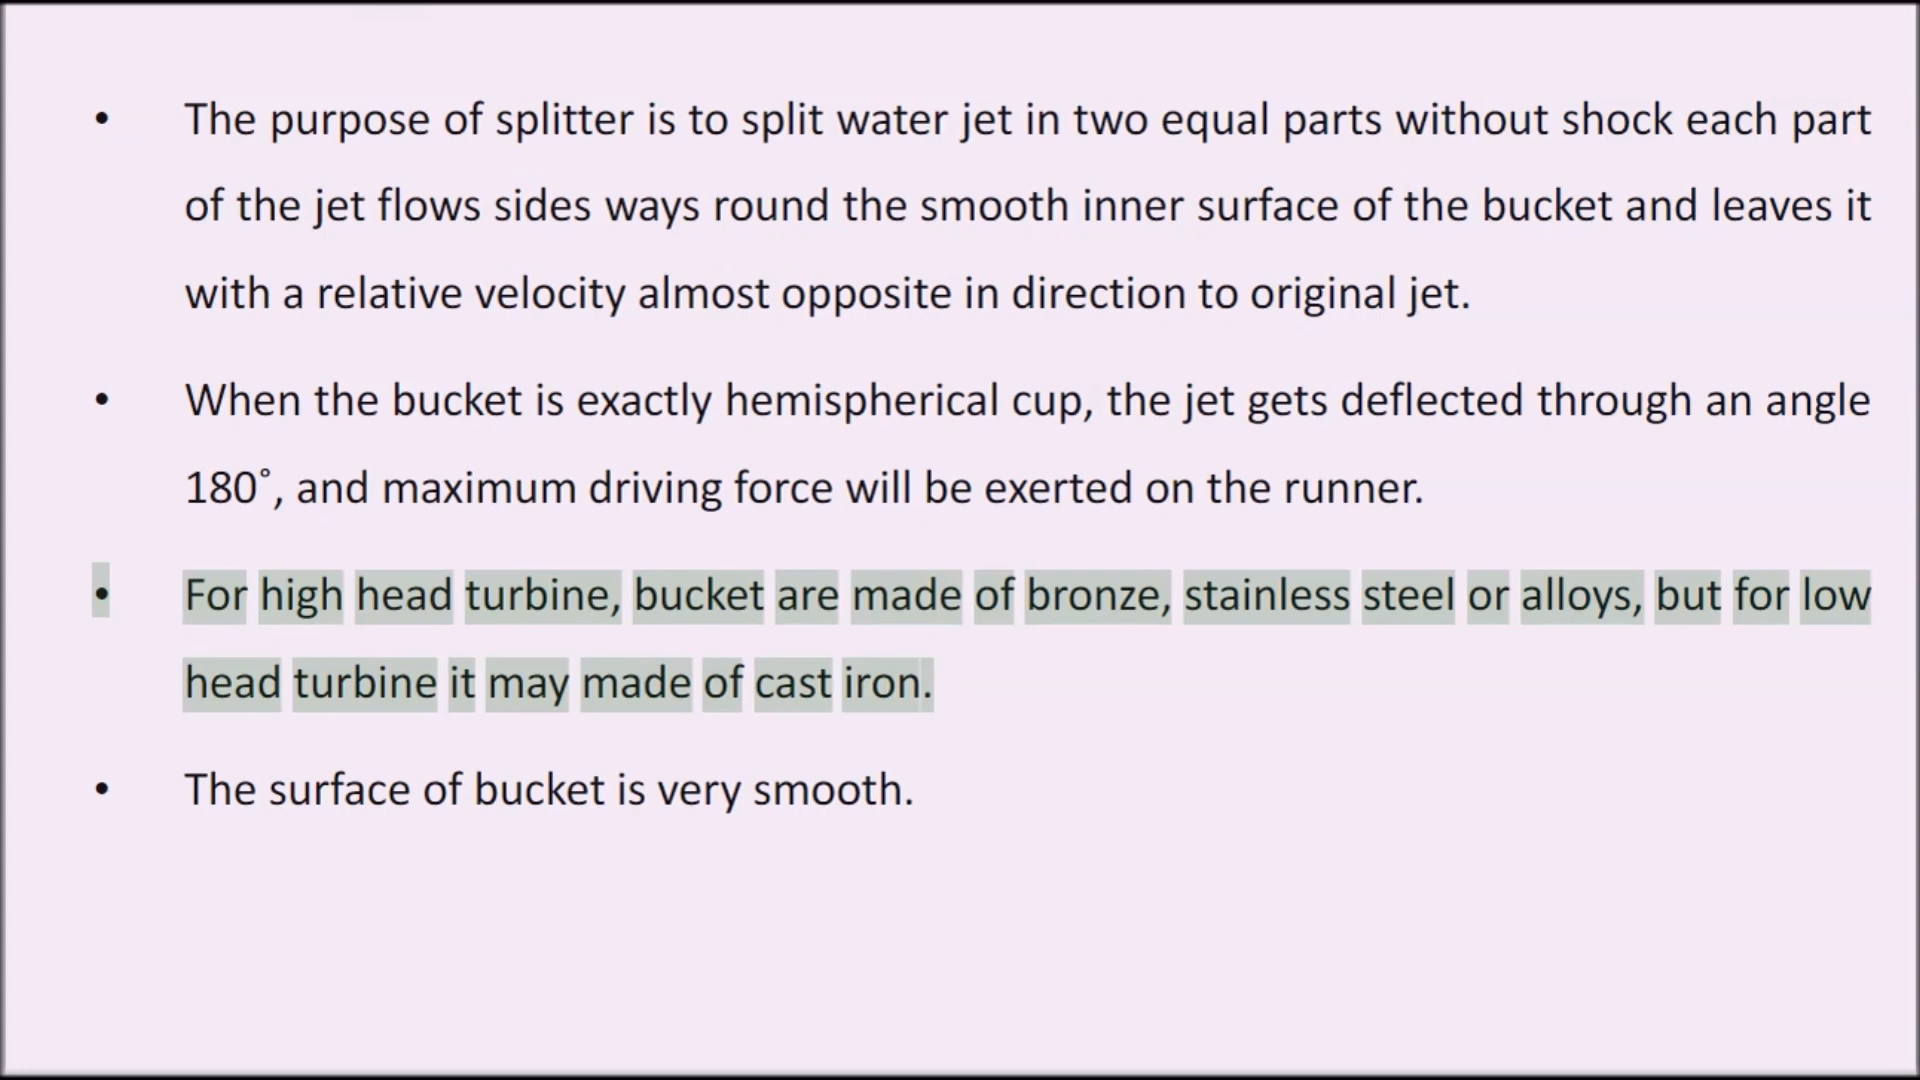 • The purpose of splitter is to split water jet in two equal parts without shock each part
of the jet flows sides ways round the smooth inner surface of the bucket and leaves it
with a relative velocity almost opposite in direction to original jet.
• When the bucket is exactly hemispherical cup, the jet gets deflected through an angle
180˚, and maximum driving force will be exerted on the runner.
• For high head turbine, bucket are made of bronze, stainless steel or alloys, but for low
head turbine it may made of cast iron.
• The surface of bucket is very smooth.